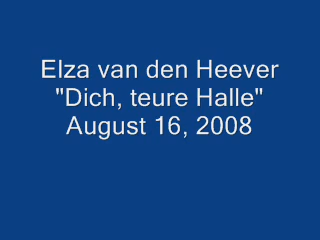 Elza van den Heever
"Dich, teure Halle"
August 16, 2008